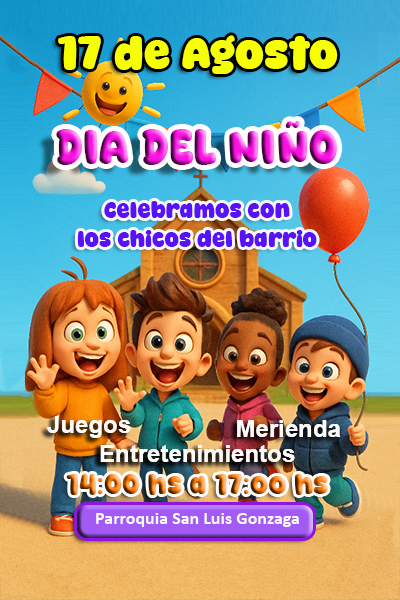 17 de Agosto
DIA DEL NIÑO
celebramos con
los chicos del barrio
Juegos
Merienda
Entretenimientos
14:00 hs a 17:00 hs
Parroquia San Luis Gonzaga